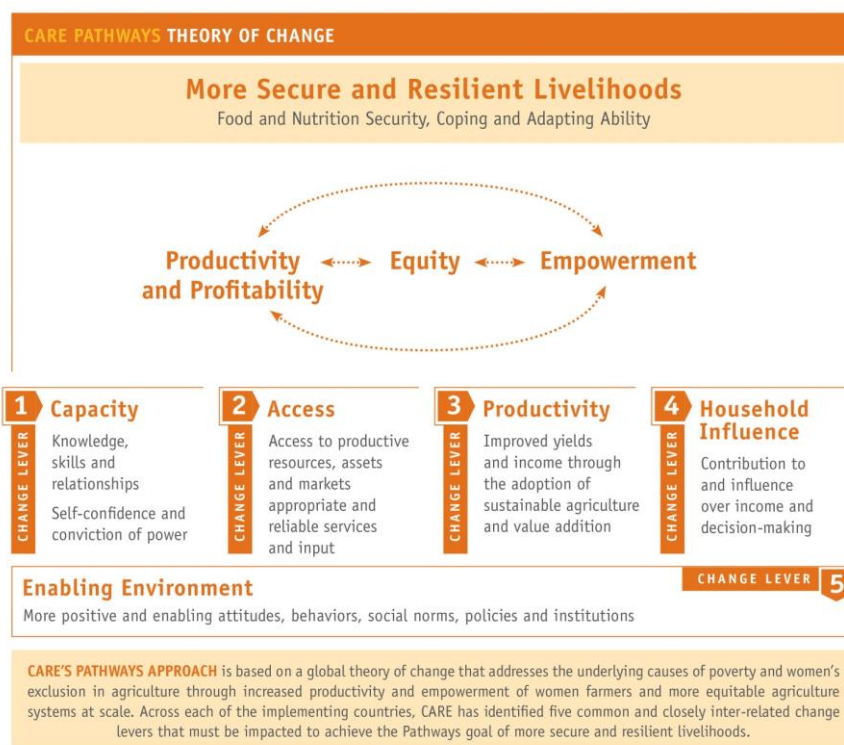 CARE PATHWAYS THEORY OF CHANGE
More Secure and Resilient Livelihoods
Food and Nutrition Security, Coping and Adapting Ability
Productivity
and Profitability
Equity
Empowerment
1
CHANGE LEVER
Capacity
Knowledge,
skills and
relationships
Self-confidence and
conviction of power
2
CHANGE LEVER
Access
Access to productive
resources, assets
and markets
appropriate and
reliable services
and input
3
CHANGE LEVER
Productivity
Improved yields
and income through
the adoption of
sustainable agriculture
and value addition
4
CHANGE LEVER
Household
Influence
Contribution to
and influence
over income and
decision-making
Enabling Environment
CHANGE LEVER 5
More positive and enabling attitudes, behaviors, social norms, policies and institutions
CARE'S PATHWAYS APPROACH is based on a global theory of change that addresses the underlying causes of poverty and women's
exclusion in agriculture through increased productivity and empowerment of women farmers and more equitable agriculture
systems at scale. Across each of the implementing countries, CARE has identified five common and closely inter-related change
levers that must be impacted to achieve the Pathways goal of more secure and resilient livelihoods.